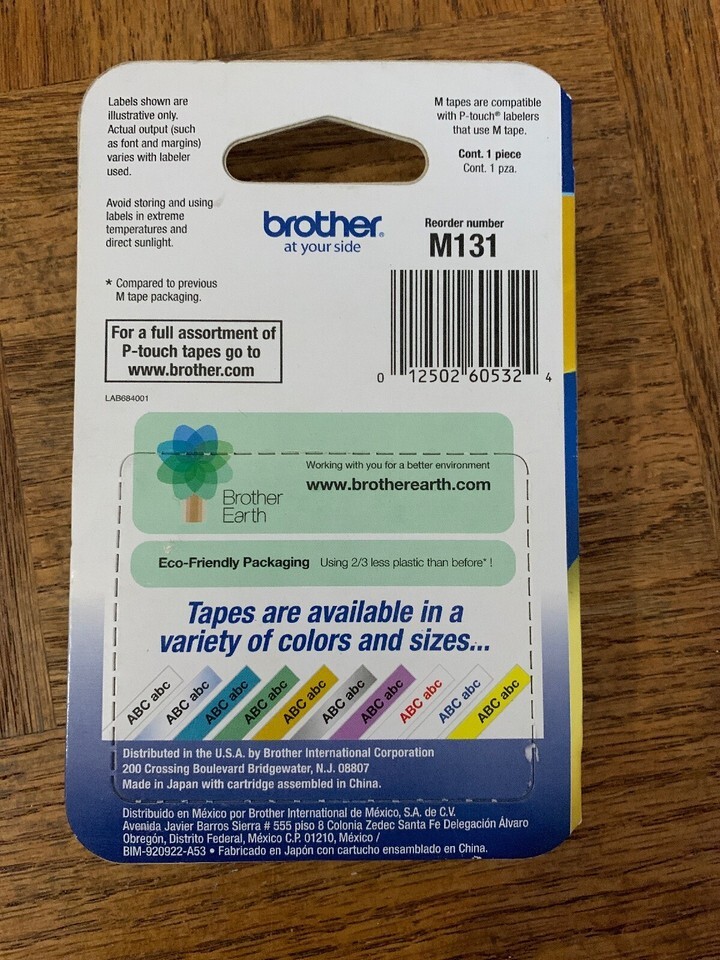 Labels shown are
illustrative only.
Actual output (such
as font and margins)
varies with labeler
used.
Avoid storing and using
labels in extreme
temperatures and
direct sunlight.
* Compared to previous
M tape packaging.
M tapes are compatible
with P-touch® labelers
that use M tape.
Cont. 1 piece
Cont. 1 pza.
brother®
at your side
Reorder number
M131
0 12502 60532 4
For a full assortment of
P-touch tapes go to
www.brother.com
LAB684001
Working with you for a better environment
www.brotherearth.com
Brother
Earth
Eco-Friendly Packaging Using 2/3 less plastic than before* !
Tapes are available in a
variety of colors and sizes...
ABC abc ABC abc ABC abc ABC abc ABC abc ABC abc ABC abc ABC abc ABC abc ABC abc
Distributed in the U.S.A. by Brother International Corporation
200 Crossing Boulevard Bridgewater, N.J. 08807
Made in Japan with cartridge assembled in China.
Distribuido en México por Brother International de México, S.A. de C.V.
Avenida Javier Barros Sierra # 555 piso 8 Colonia Zedec Santa Fe Delegación Álvaro
Obregón, Distrito Federal, México C.P. 01210, México /
BIM-920922-A53 • Fabricado en Japón con cartucho ensamblado en China.